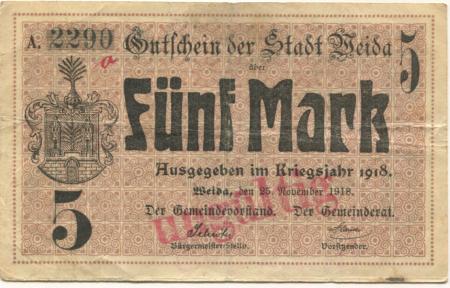 A. 2290 Gutschein der Stadt Weida 5
über
Fünf Mark
Ausgegeben im Kriegsjahr 1918.
Weida, den 25. November 1918.
Der Gemeindevorstand. Der Gemeinderat.
5
Bürgermeister-Stellv. Vorsitzender.
Ungültig